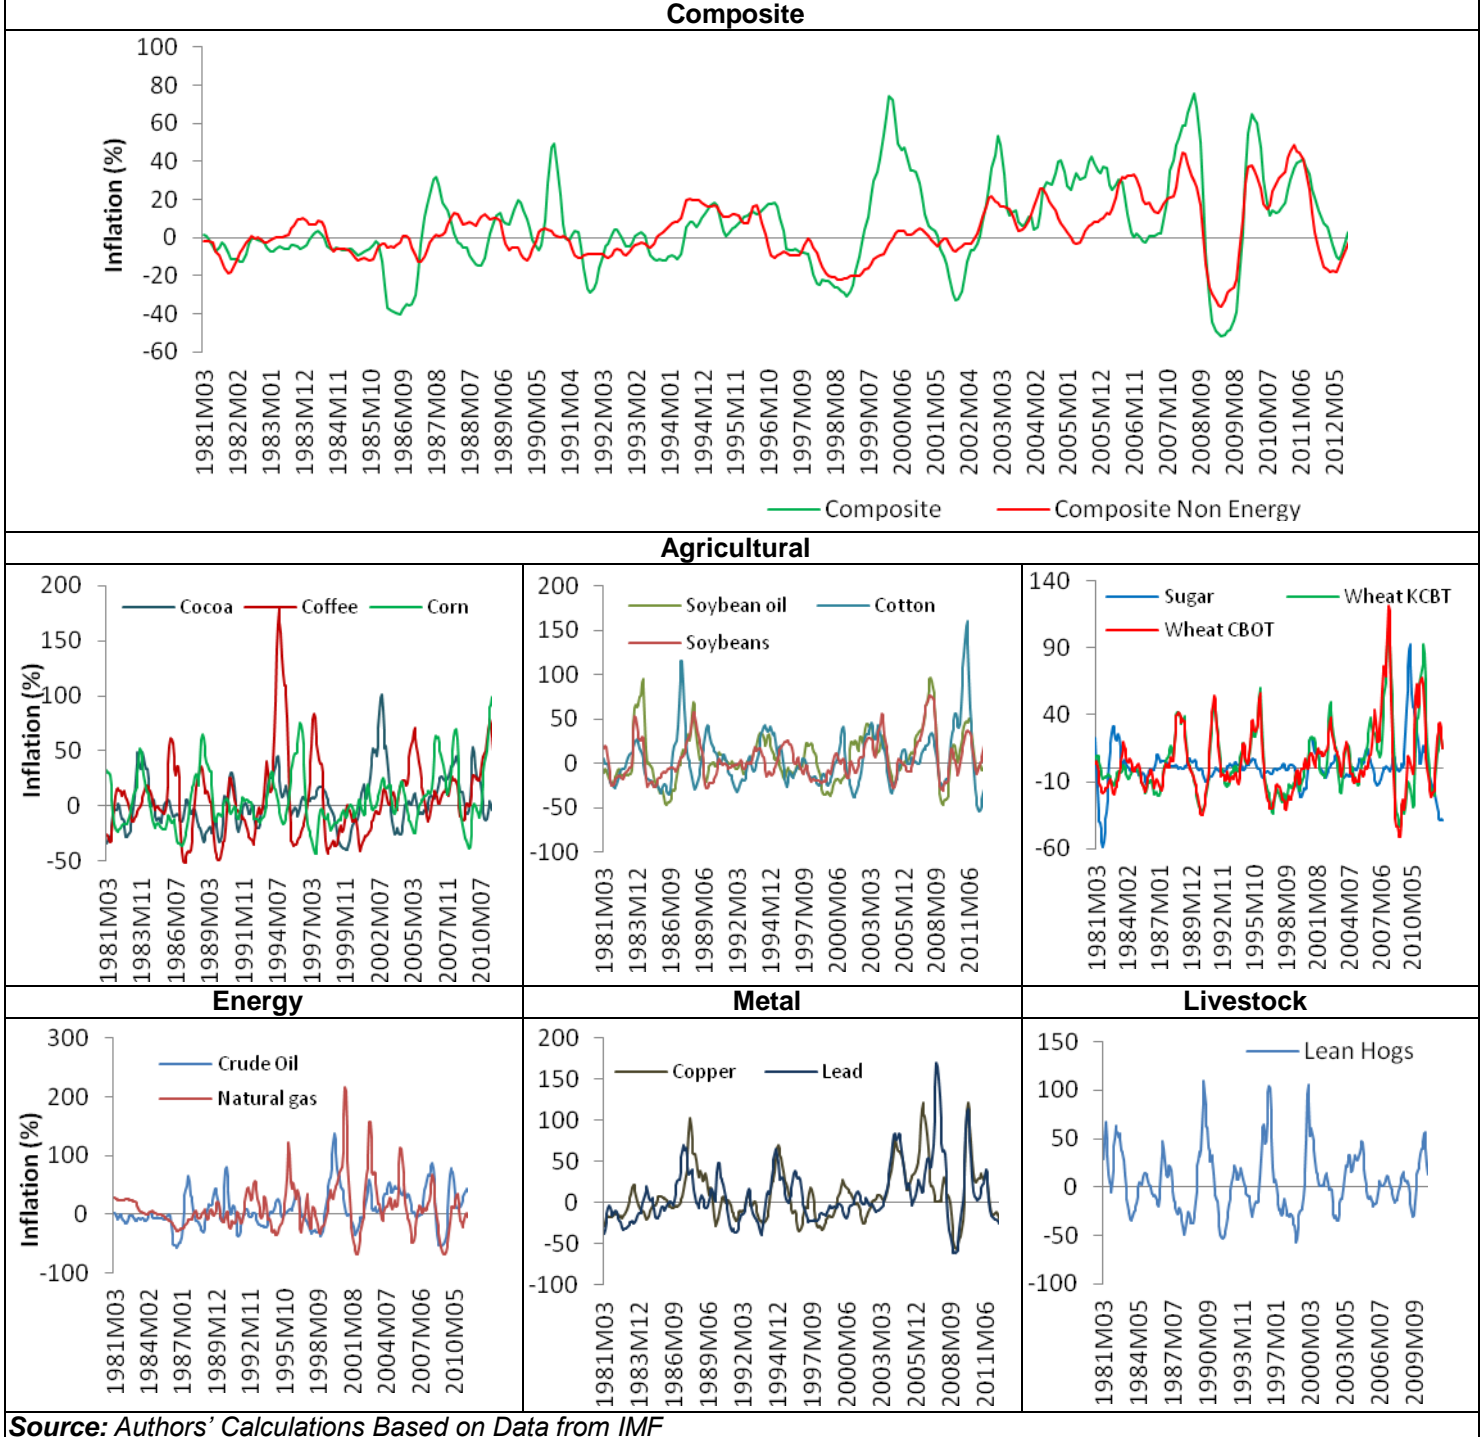 Composite
100
80
60
40
20
0
-20
-40
-60
Inflation (%)
1981M03
1982M02
1983M01
1983M12
1984M11
1985M10
1986M09
1987M08
1988M07
1989M06
1990M05
1991M04
1992M03
1993M02
1994M01
1994M12
1995M11
1996M10
1997M09
1998M08
1999M07
2000M06
2001M05
2002M04
2003M03
2004M02
2005M01
2005M12
2006M11
2007M10
2008M09
2009M08
2010M07
2011M06
2012M05
Composite
Composite Non Energy
Agricultural
200
150
100
50
0
-50
Inflation (%)
Cocoa
Coffee
Corn
1981M03
1983M11
1986M07
1989M03
1991M11
1994M07
1997M03
1999M11
2002M07
2005M03
2007M11
2010M07
200
150
100
50
0
-50
-100
Soybean oil
Cotton
Soybeans
1981M03
1983M12
1986M09
1989M06
1992M03
1994M12
1997M09
2000M06
2003M03
2005M12
2008M09
2011M06
140
90
40
-10
-60
Sugar
Wheat KCBT
Wheat CBOT
1981M03
1984M02
1987M01
1989M12
1992M11
1995M10
1998M09
2001M08
2004M07
2007M06
2010M05
Energy
300
200
100
0
-100
Inflation (%)
Crude Oil
Natural gas
1981M03
1984M02
1987M01
1989M12
1992M11
1995M10
1998M09
2001M08
2004M07
2007M06
2010M05
Metal
200
150
100
50
0
-50
-100
Copper
Lead
1981M03
1983M12
1986M09
1989M06
1992M03
1994M12
1997M09
2000M06
2003M03
2005M12
2008M09
2011M06
Livestock
150
100
50
0
-50
-100
Lean Hogs
1981M03
1984M05
1987M07
1990M09
1993M11
1997M01
2000M03
2003M05
2006M07
2009M09
Source: Authors' Calculations Based on Data from IMF